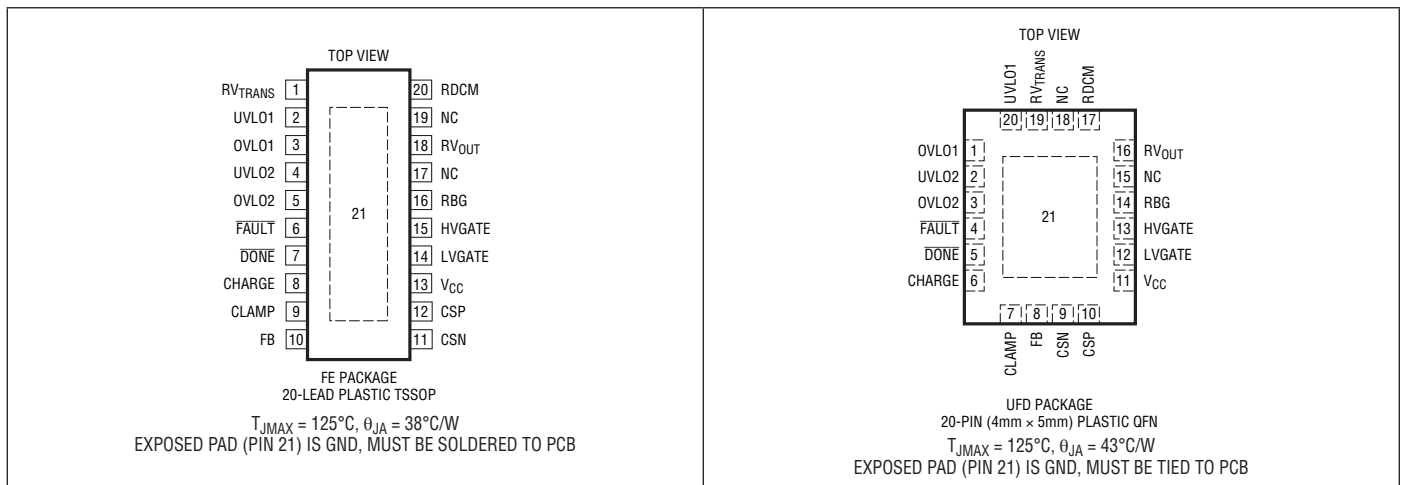 TOP VIEW
RVTRANS 1
UVLO1 2
OVLO1 3
UVLO2 4
OVLO2 5
FAULT 6
DONE 7
CHARGE 8
CLAMP 9
FB 10
21
20 RDCM
19 NC
18 RVOUT
17 NC
16 RBG
15 HVGATE
14 LVGATE
13 VCC
12 CSP
11 CSN
FE PACKAGE
20-LEAD PLASTIC TSSOP
TJMAX = 125°C, θJA = 38°C/W
EXPOSED PAD (PIN 21) IS GND, MUST BE SOLDERED TO PCB
TOP VIEW
UVLO1
RVTRANS
NC
RDCM
20 19 18 17
OVLO1 1
UVLO2 2
OVLO2 3
FAULT 4
DONE 5
CHARGE 6
21
16 RVOUT
15 NC
14 RBG
13 HVGATE
12 LVGATE
11 VCC
7 8 9 10
CLAMP
FB
CSN
CSP
UFD PACKAGE
20-PIN (4mm × 5mm) PLASTIC QFN
TJMAX = 125°C, θJA = 43°C/W
EXPOSED PAD (PIN 21) IS GND, MUST BE TIED TO PCB